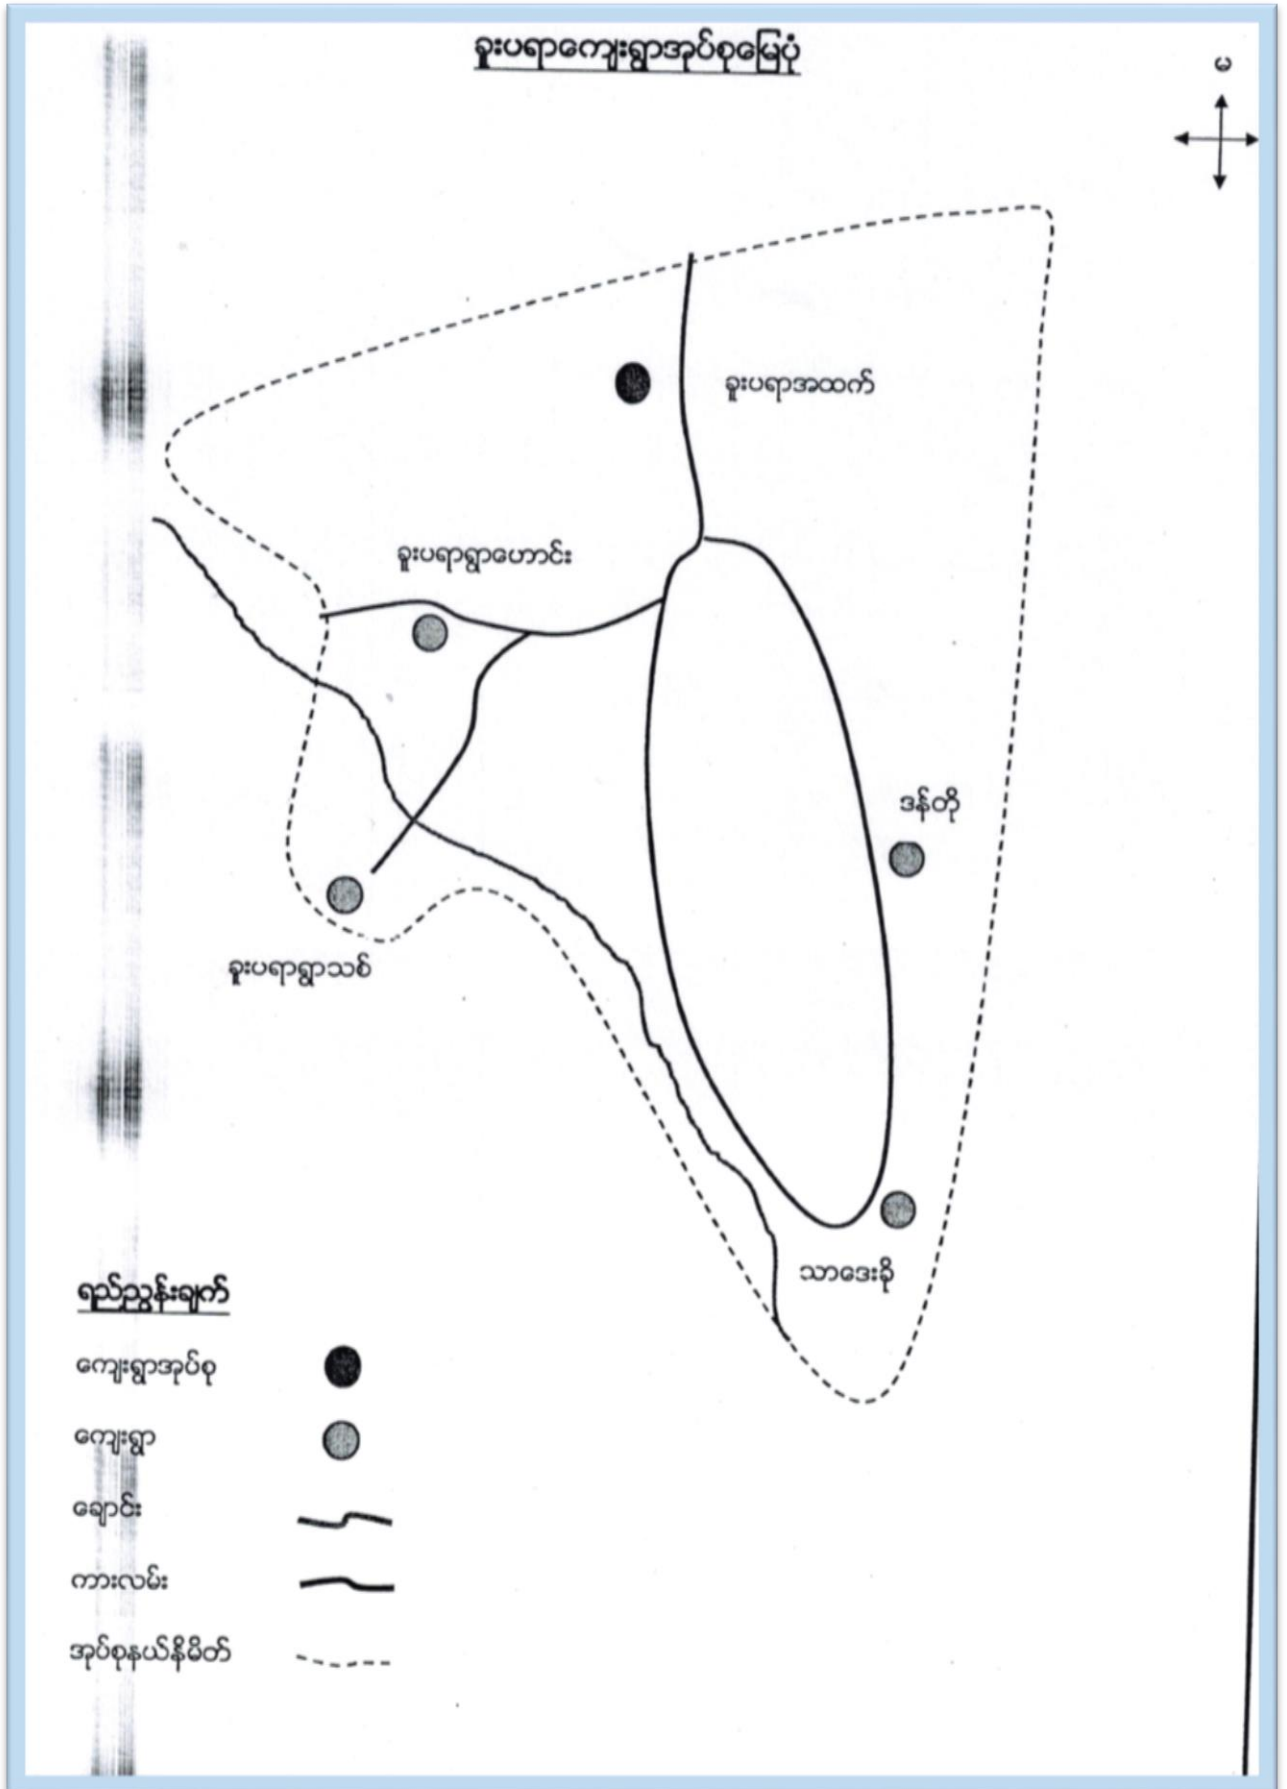 ခူးပရာကျေးရွာအုပ်စုမြေပုံ
မ
ခူးပရာအထက်
ခူးပရာရွာဟောင်း
ဒန်တို
ခူးပရာရွာသစ်
သာဒေးခို
ရည်ညွှန်းချက်
ကျေးရွာအုပ်စု
ကျေးရွာ
ချောင်း
ကားလမ်း
အုပ်စုနယ်နိမိတ်